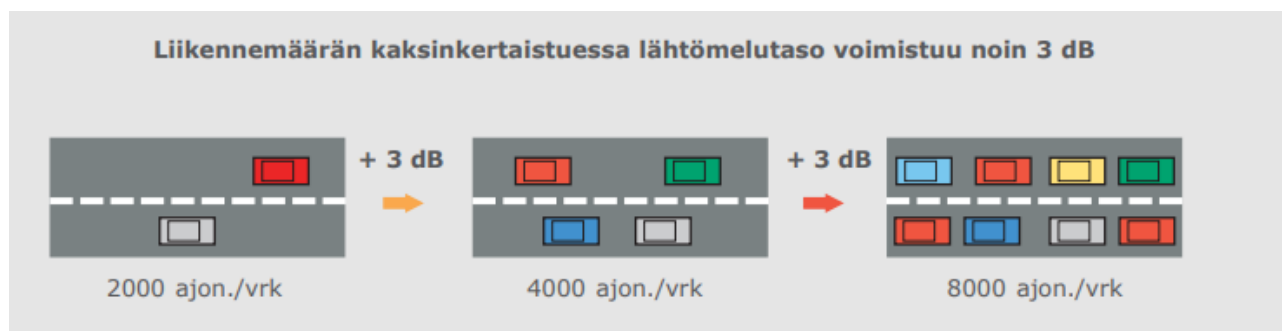 Liikennemäärän kaksinkertaistuessa lähtömelutaso voimistuu noin 3 dB
+ 3 dB
+ 3 dB
2000 ajon./vrk
4000 ajon./vrk
8000 ajon./vrk